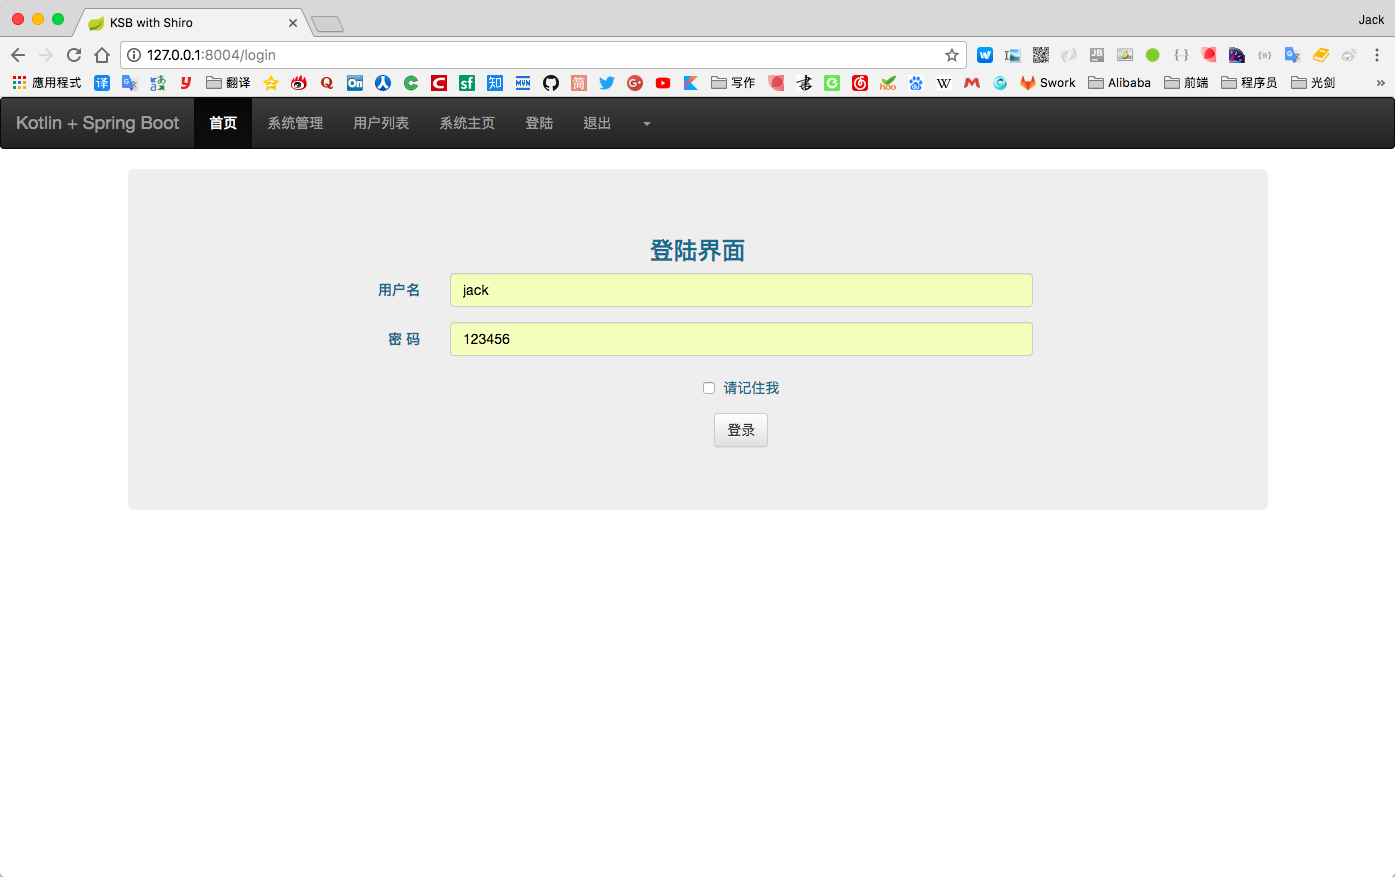 KSB with Shiro
Jack
127.0.0.1:8004/login
應用程式
翻译
写作
Swork
Alibaba
前端
程序员
光剑
Kotlin + Spring Boot
首页
系统管理
用户列表
系统主页
登陆
退出
登陆界面
用户名
jack
密 码
123456
请记住我
登录